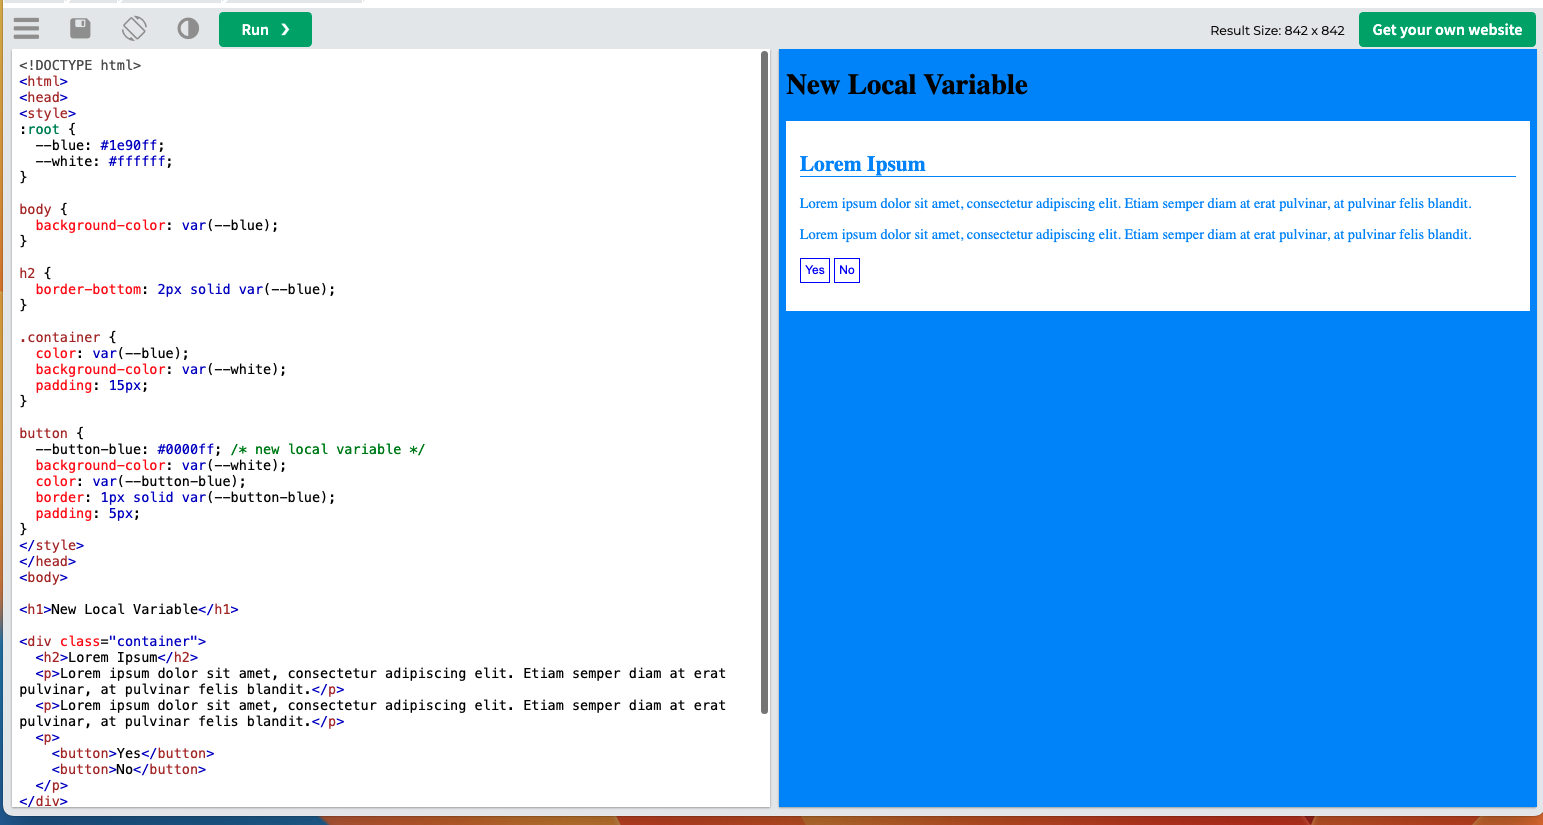 Run ❯
Result Size: 842 x 842
Get your own website
<!DOCTYPE html>
<html>
<head>
<style>
:root {
  --blue: #1e90ff;
  --white: #ffffff;
}

body {
  background-color: var(--blue);
}

h2 {
  border-bottom: 2px solid var(--blue);
}

.container {
  color: var(--blue);
  background-color: var(--white);
  padding: 15px;
}

button {
  --button-blue: #0000ff; /* new local variable */
  background-color: var(--white);
  color: var(--button-blue);
  border: 1px solid var(--button-blue);
  padding: 5px;
}
</style>
</head>
<body>

<h1>New Local Variable</h1>

<div class="container">
  <h2>Lorem Ipsum</h2>
  <p>Lorem ipsum dolor sit amet, consectetur adipiscing elit. Etiam semper diam at erat
pulvinar, at pulvinar felis blandit.</p>
  <p>Lorem ipsum dolor sit amet, consectetur adipiscing elit. Etiam semper diam at erat
pulvinar, at pulvinar felis blandit.</p>
  <p>
    <button>Yes</button>
    <button>No</button>
  </p>
</div>
New Local Variable
Lorem Ipsum
Lorem ipsum dolor sit amet, consectetur adipiscing elit. Etiam semper diam at erat pulvinar, at pulvinar felis blandit.
Lorem ipsum dolor sit amet, consectetur adipiscing elit. Etiam semper diam at erat pulvinar, at pulvinar felis blandit.
Yes No